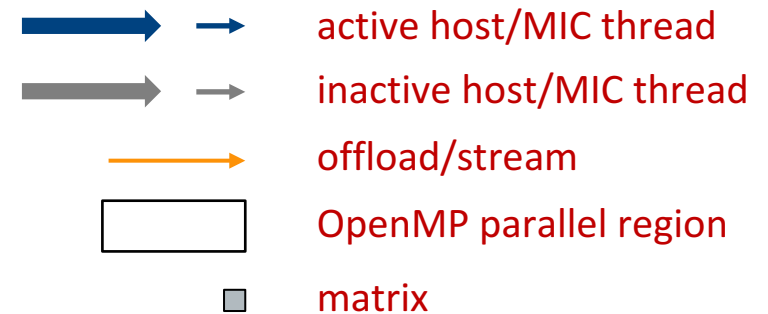 active host/MIC thread
inactive host/MIC thread
offload/stream
OpenMP parallel region
matrix